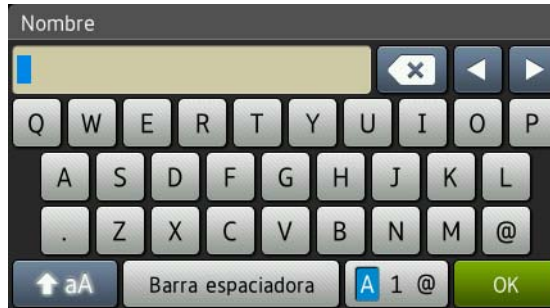 Nombre
Q W E R T Y U I O P
A S D F G H J K L
. Z X C V B N M @
aA Barra espaciadora A 1 @ OK